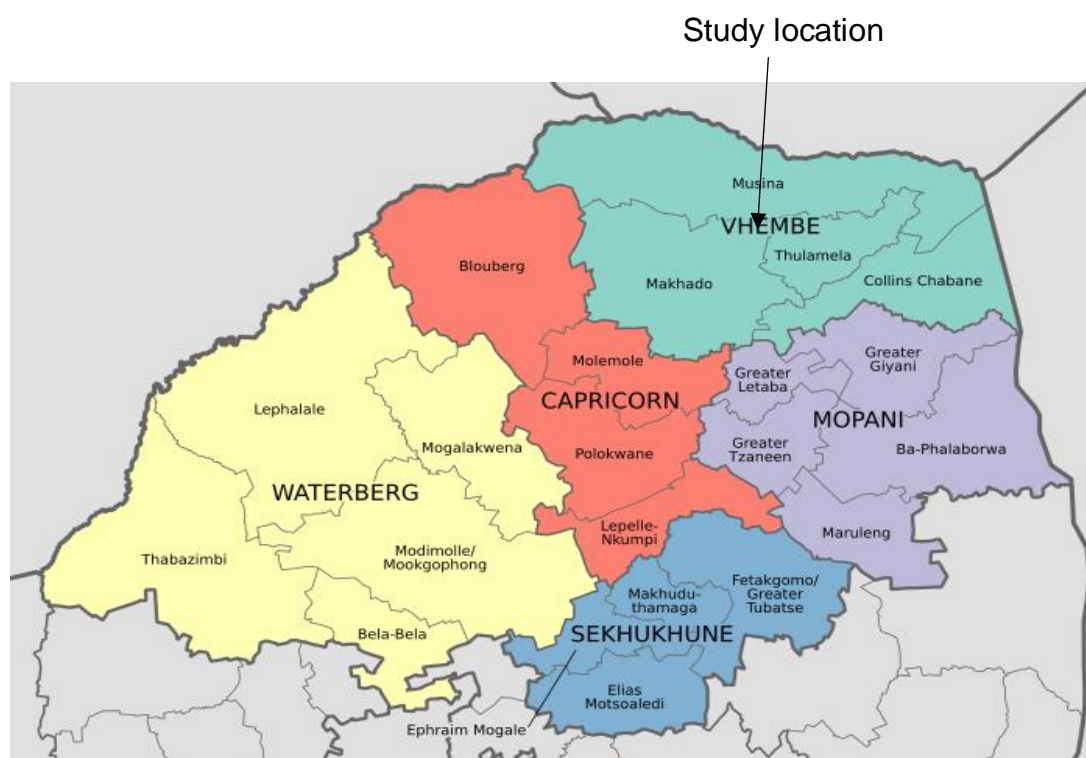 Study location
Musina
VHEMBE
Thulamela
Blouberg
Makhado
Collins Chabane
Molemole
Greater
Giyani
Greater
Letaba
CAPRICORN
Lephalale
MOPANI
Mogalakwena
Polokwane
Greater
Tzaneen
Ba-Phalaborwa
WATERBERG
Lepelle-
Nkumpi
Maruleng
Thabazimbi
Modimolle/
Mookgophong
Makhudu-
thamaga
Fetakgomo/
Greater
Tubatse
Bela-Bela
SEKHUKHUNE
Elias
Motsoaledi
Ephraim Mogale